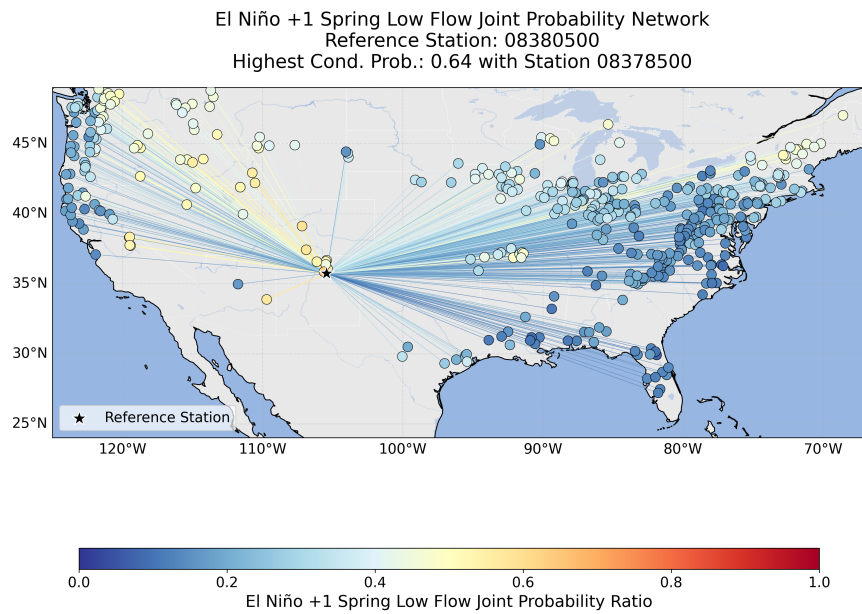 El Niño +1 Spring Low Flow Joint Probability Network
Reference Station: 08380500
Highest Cond. Prob.: 0.64 with Station 08378500
45°N
40°N
35°N
30°N
25°N
Reference Station
120°W 110°W 100°W 90°W 80°W 70°W
0.0 0.2 0.4 0.6 0.8 1.0
El Niño +1 Spring Low Flow Joint Probability Ratio